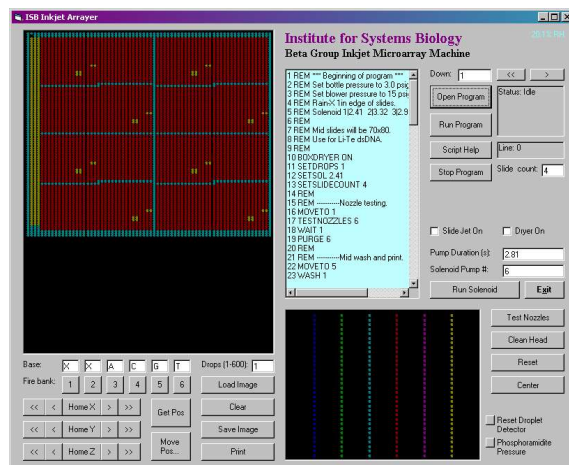 ISB Inkjet Arrayer
Institute for Systems Biology
Beta Group Inkjet Microarray Machine
1 REM *** Beginning of program ***
2 REM Set bottle pressure to 3.0 psig
3 REM Set blower pressure to 15 psi
4 REM Rain-X 1in edge of slides.
5 REM Solenoid 1|2.41 2|3.32 3|2.9
6 REM
7 REM Mid slides will be 70x80.
8 REM Use for Li-Te dsDNA.
9 REM
10 BOXDRYER ON
11 SETDROPS 1
12 SETSOL 2.41
13 SETSLIDECOUNT 4
14 REM
15 REM ----------Nozzle testing.
16 MOVETO 1
17 TESTNOZZLES 6
18 WAIT 1
19 PURGE 6
20 REM
21 REM ----------Mid wash and print.
22 MOVETO 5
23 WASH 1
Down: 1 << >
Open Program
Status: Idle
Run Program
Script Help
Line: 0
Stop Program
Slide count: 4
Slide Jet On
Dryer On
Pump Duration (s): 2.81
Solenoid Pump #: 6
Run Solenoid
Exit
Base: X X A C G T
Drops (1-600): 1
Fire bank: 1 2 3 4 5 6
Load Image
<< < Home X > >>
Get Pos
Clear
<< < Home Y > >>
Save Image
<< < Home Z > >>
Move Pos...
Print
Test Nozzles
Clean Head
Reset
Center
Reset Droplet
Detector
Phosphoramidite
Pressure